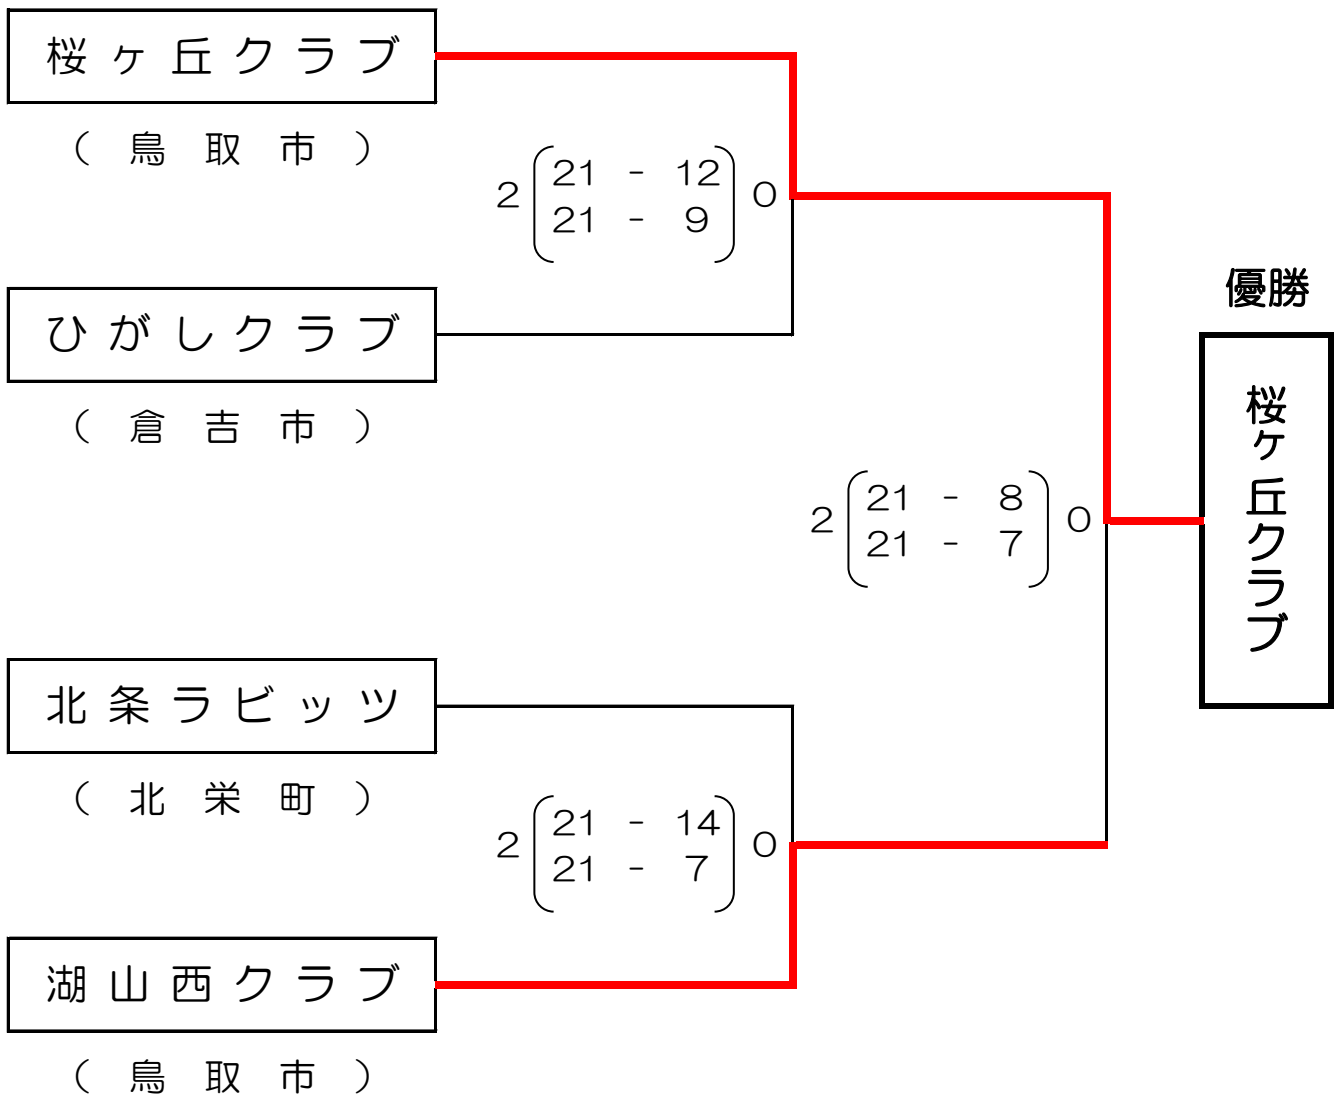 桜ヶ丘クラブ
(鳥取市)
2 21 - 12 0
21 - 9
ひがしクラブ
(倉吉市)
優勝
桜ヶ丘クラブ
2 21 - 8 0
21 - 7
北条ラビッツ
(北栄町)
2 21 - 14 0
21 - 7
湖山西クラブ
(鳥取市)